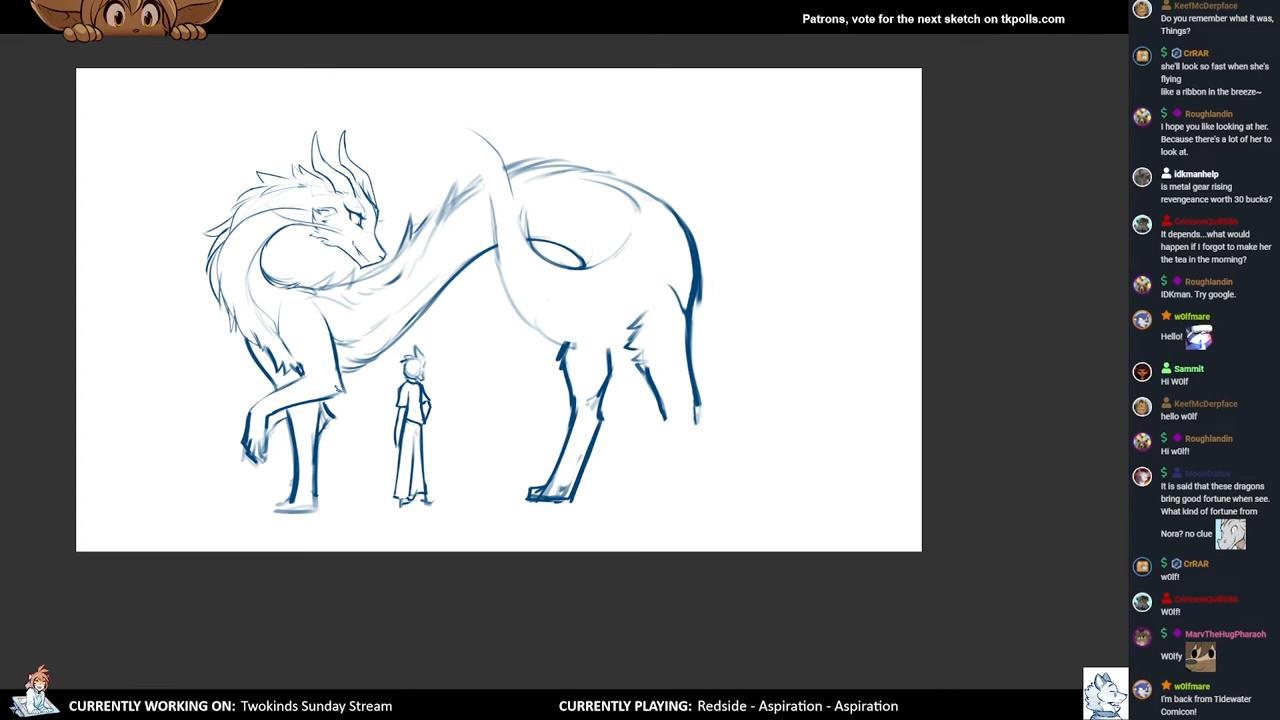 Patrons, vote for the next sketch on tkpolls.com
KeefMcDerpface
Do you remember what it was,
Things?
CrRAR
she'll look so fast when she's
flying
like a ribbon in the breeze~
Roughlandin
I hope you like looking at her.
Because there's a lot of her to
look at.
idkmanhelp
is metal gear rising
revengeance worth 30 bucks?
It depends...what would
happen if I forgot to make her
the tea in the morning?
Roughlandin
IDKman. Try google.
w0lfmare
Hello!
Sammit
Hi W0lf
KeefMcDerpface
hello w0lf
Roughlandin
Hi w0lf!
It is said that these dragons
bring good fortune when see.
What kind of fortune from
Nora? no clue
CrRAR
w0lf!
W0lf!
MarvTheHugPharaoh
W0lfy
w0lfmare
I'm back from Tidewater
Comicon!
CURRENTLY WORKING ON: Twokinds Sunday Stream
CURRENTLY PLAYING: Redside - Aspiration - Aspiration